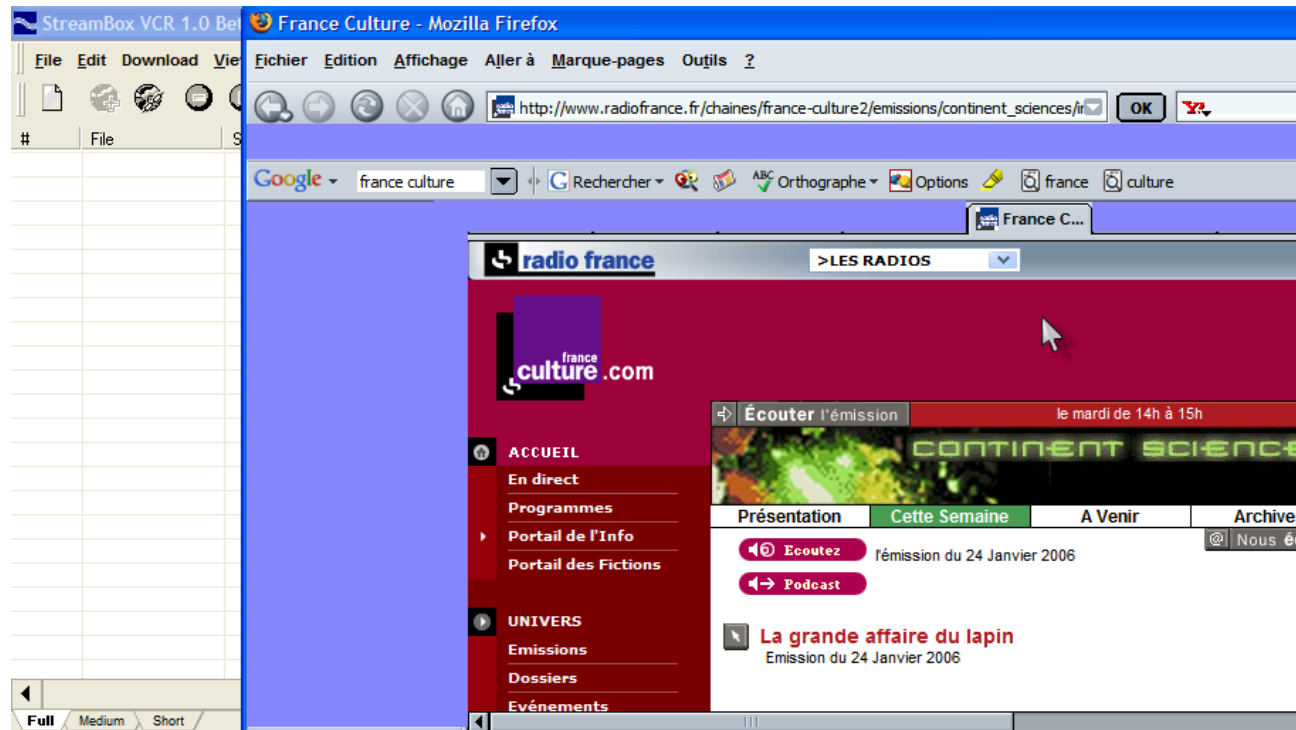 StreamBox VCR 1.0 Bet
File Edit Download Vie
# File S
Full Medium Short
France Culture - Mozilla Firefox
Fichier Edition Affichage Aller à Marque-pages Outils ?
http://www.radiofrance.fr/chaines/france-culture2/emissions/continent_sciences/in OK Y!
Google france culture G Rechercher ABC Orthographe Options france culture
France C...
radio france >LES RADIOS
france
culture .com
Écouter l'émission le mardi de 14h à 15h
CONTINENT SCIENCE
Présentation Cette Semaine A Venir Archives
@ Nous éc
Ecoutez l'émission du 24 Janvier 2006
Podcast
La grande affaire du lapin
Emission du 24 Janvier 2006
ACCUEIL
En direct
Programmes
Portail de l'Info
Portail des Fictions
UNIVERS
Emissions
Dossiers
Evénements